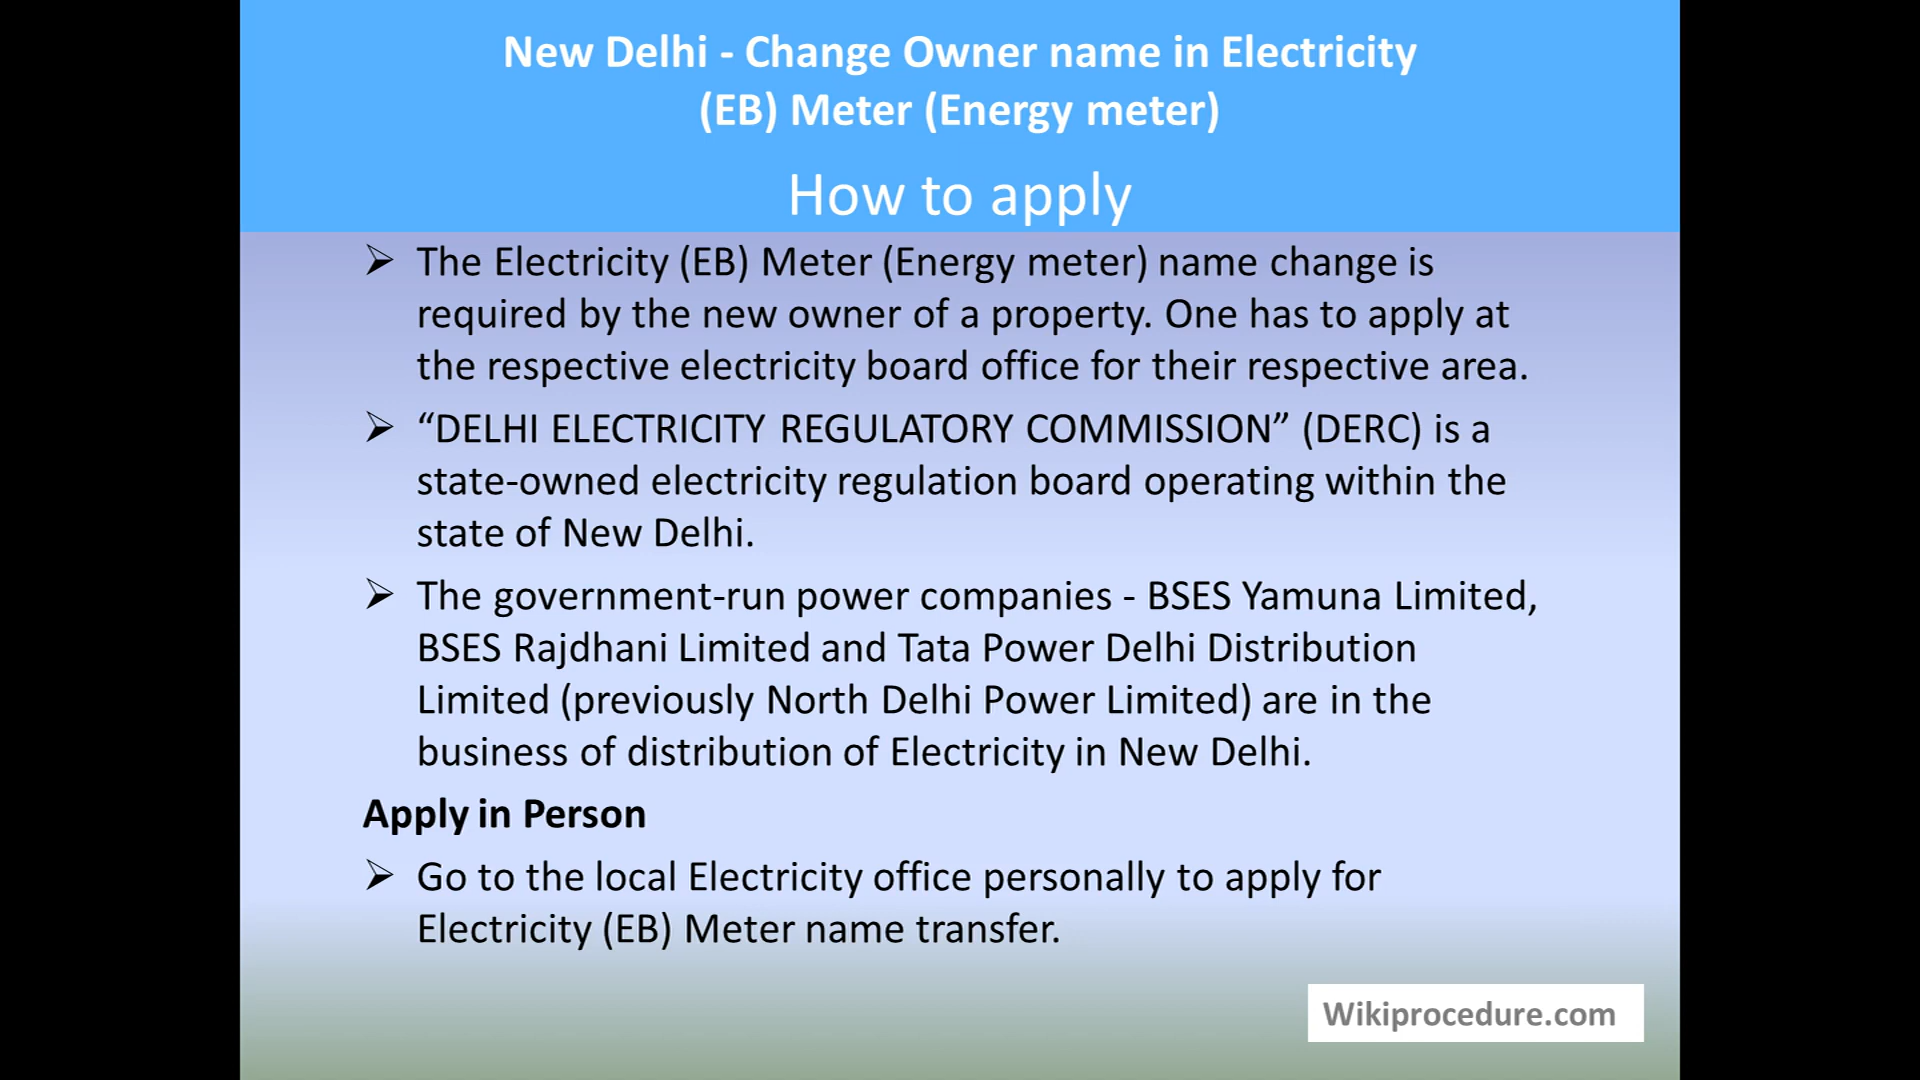 New Delhi - Change Owner name in Electricity
(EB) Meter (Energy meter)
How to apply
➢ The Electricity (EB) Meter (Energy meter) name change is
required by the new owner of a property. One has to apply at
the respective electricity board office for their respective area.
➢ “DELHI ELECTRICITY REGULATORY COMMISSION” (DERC) is a
state-owned electricity regulation board operating within the
state of New Delhi.
➢ The government-run power companies - BSES Yamuna Limited,
BSES Rajdhani Limited and Tata Power Delhi Distribution
Limited (previously North Delhi Power Limited) are in the
business of distribution of Electricity in New Delhi.
Apply in Person
➢ Go to the local Electricity office personally to apply for
Electricity (EB) Meter name transfer.
Wikiprocedure.com